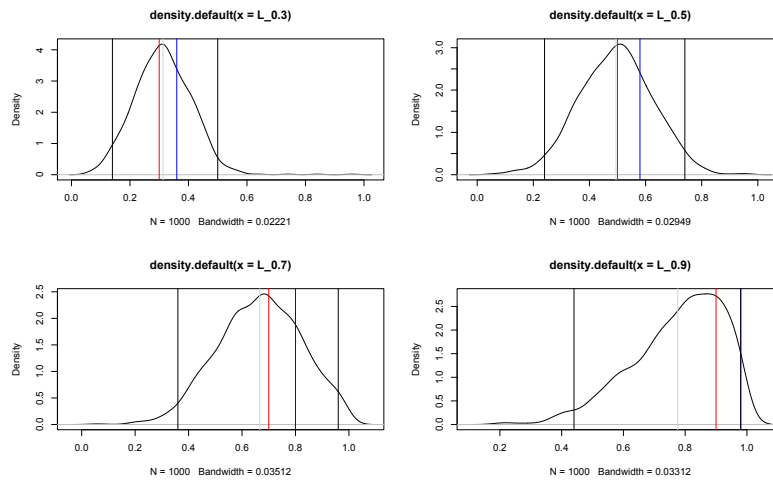 density.default(x = L_0.3)
Density
0 1 2 3 4
0.0 0.2 0.4 0.6 0.8 1.0
N = 1000 Bandwidth = 0.02221
density.default(x = L_0.5)
Density
0.0 1.0 2.0 3.0
0.0 0.2 0.4 0.6 0.8 1.0
N = 1000 Bandwidth = 0.02949
density.default(x = L_0.7)
Density
0.0 0.5 1.0 1.5 2.0 2.5
0.0 0.2 0.4 0.6 0.8 1.0
N = 1000 Bandwidth = 0.03512
density.default(x = L_0.9)
Density
0.0 0.5 1.0 1.5 2.0 2.5
0.2 0.4 0.6 0.8 1.0
N = 1000 Bandwidth = 0.03312